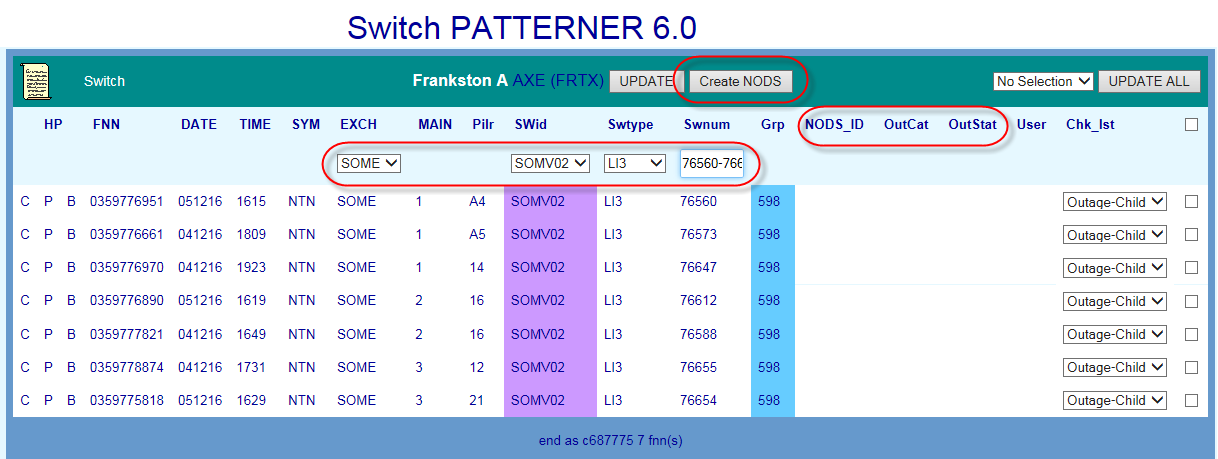 Switch PATTERNER 6.0
Switch Frankston A AXE (FRTX) UPDATE Create NODS No Selection UPDATE ALL
HP FNN DATE TIME SYM EXCH MAIN Pilr SWid Swtype Swnum Grp NODS_ID OutCat OutStat User Chk_lst
SOME SOMV02 LI3 76560-766
C P B 0359776951 051216 1615 NTN SOME 1 A4 SOMV02 LI3 76560 598 Outage-Child
C P B 0359776661 041216 1809 NTN SOME 1 A5 SOMV02 LI3 76573 598 Outage-Child
C P B 0359776970 041216 1923 NTN SOME 1 14 SOMV02 LI3 76647 598 Outage-Child
C P B 0359776890 051216 1619 NTN SOME 2 16 SOMV02 LI3 76612 598 Outage-Child
C P B 0359777821 041216 1649 NTN SOME 2 16 SOMV02 LI3 76588 598 Outage-Child
C P B 0359778874 041216 1731 NTN SOME 3 12 SOMV02 LI3 76655 598 Outage-Child
C P B 0359775818 051216 1629 NTN SOME 3 21 SOMV02 LI3 76654 598 Outage-Child
end as c687775 7 fnn(s)